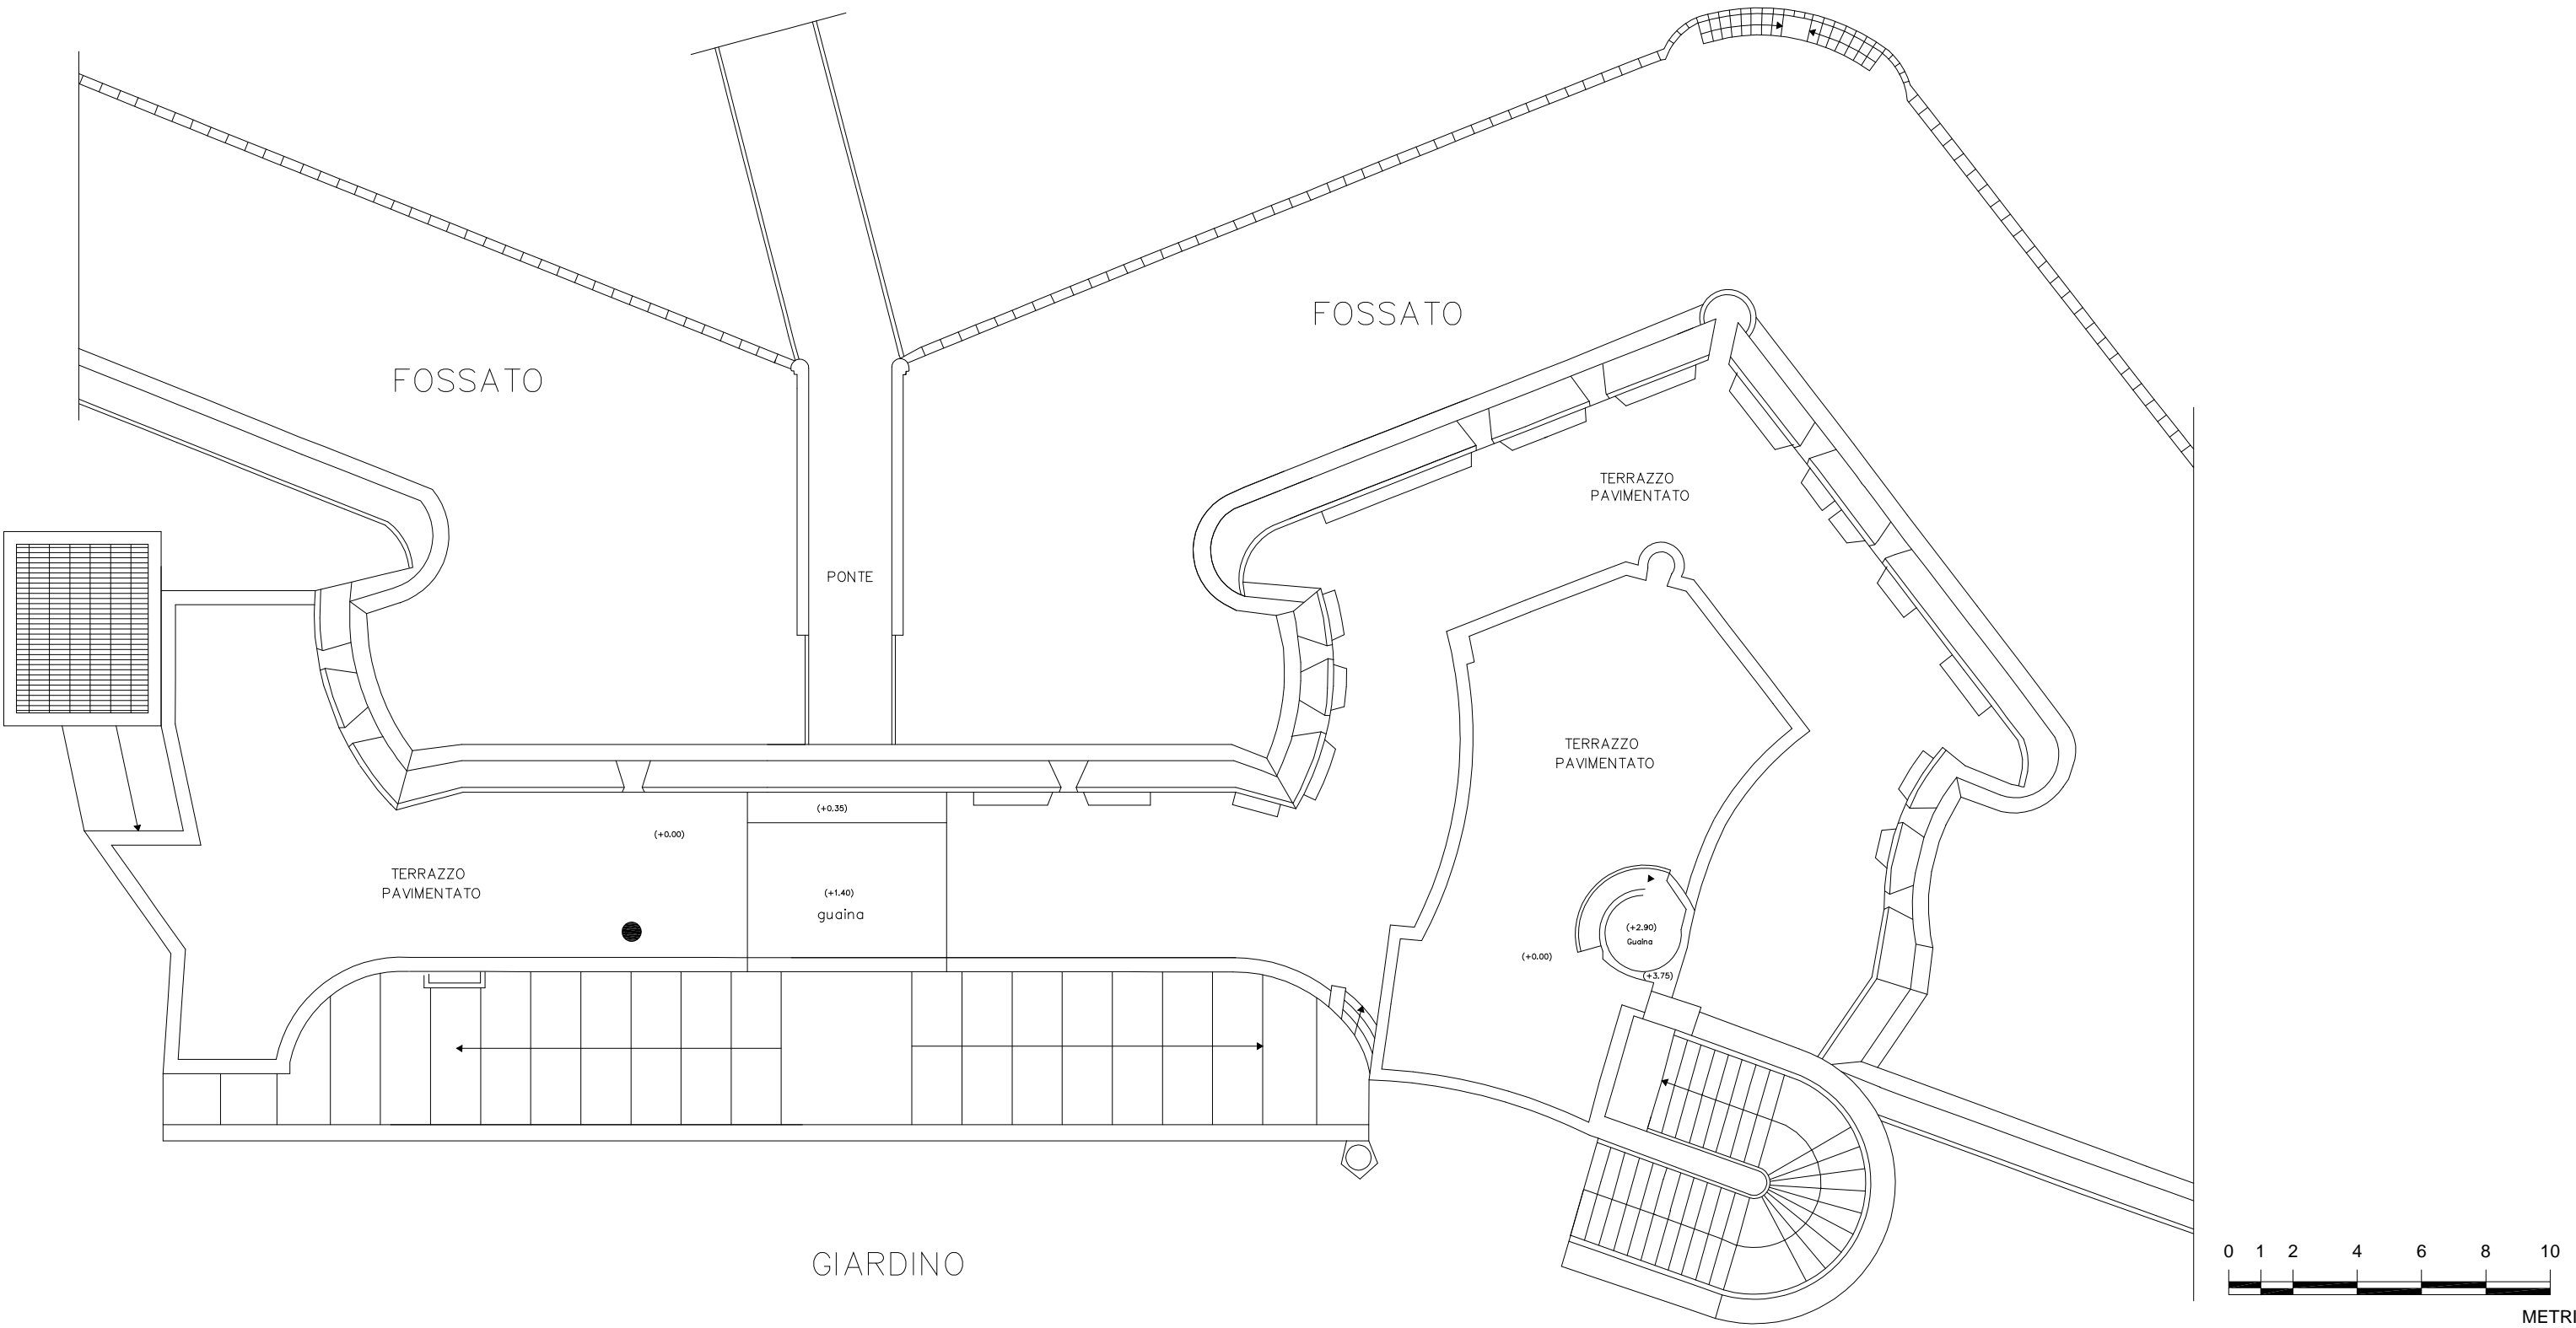 FOSSATO
FOSSATO
TERRAZZO
PAVIMENTATO
PONTE
TERRAZZO
PAVIMENTATO
(+0.35)
(+0.00)
TERRAZZO
PAVIMENTATO
(+1.40)
guaina
(+2.90)
Guaina
(+0.00)
(+3.75)
GIARDINO
0 1 2 4 6 8 10
METRI